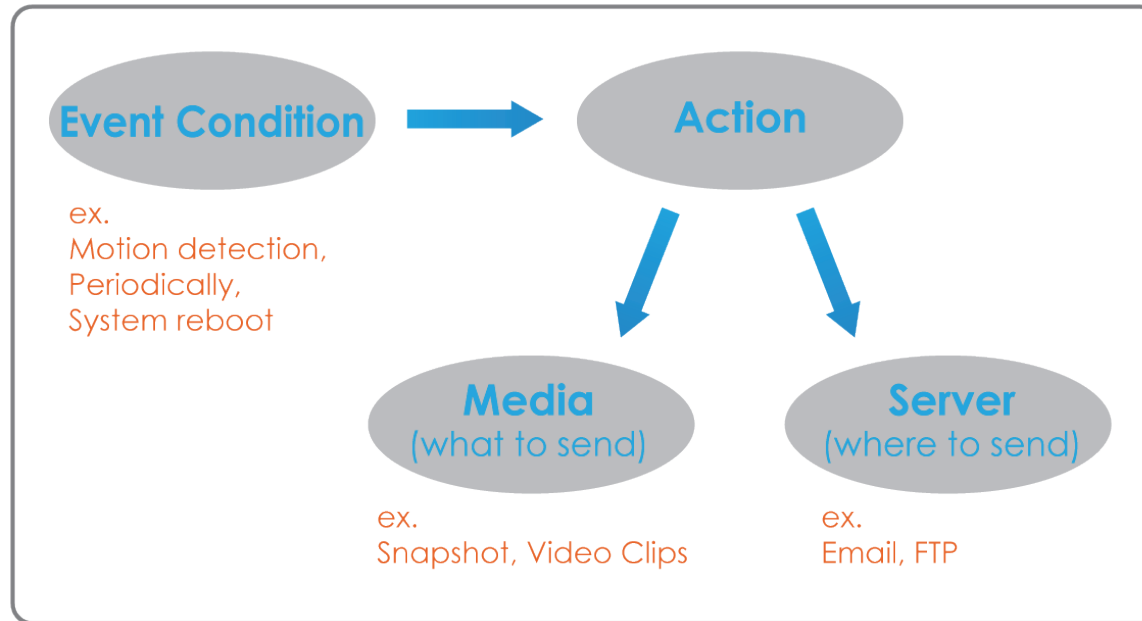 Event Condition
Action
ex.
Motion detection,
Periodically,
System reboot
Media
(what to send)
ex.
Snapshot, Video Clips
Server
(where to send)
ex.
Email, FTP